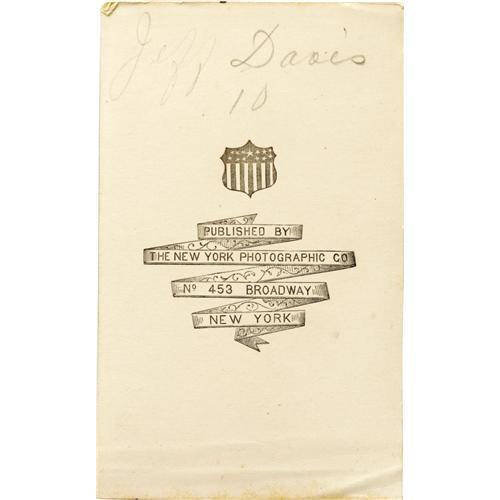 Jeff Davis
10
PUBLISHED BY
THE NEW YORK PHOTOGRAPHIC CO
No 453 BROADWAY
NEW YORK